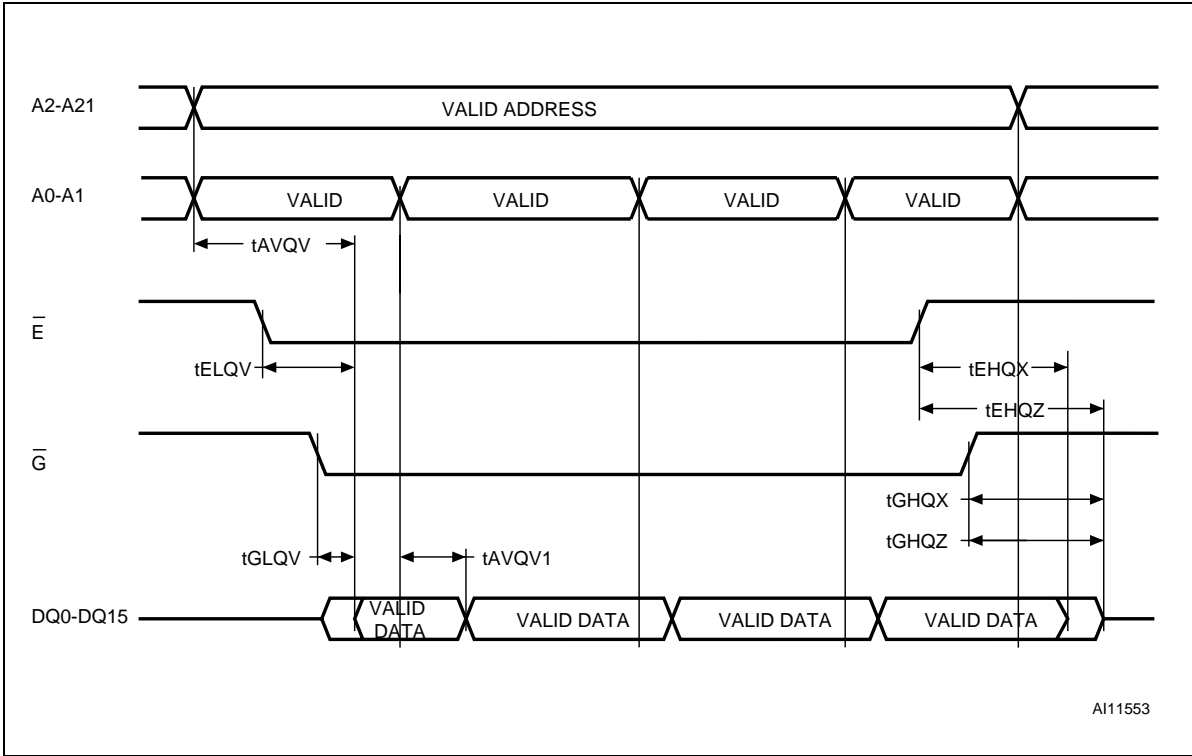 A2-A21
VALID ADDRESS
A0-A1
VALID
VALID
VALID
VALID
tAVQV
E
tELQV
tEHQX
tEHQZ
G
tGHQX
tGHQZ
tGLQV
tAVQV1
DQ0-DQ15
VALID
DATA
VALID DATA
VALID DATA
VALID DATA
AI11553